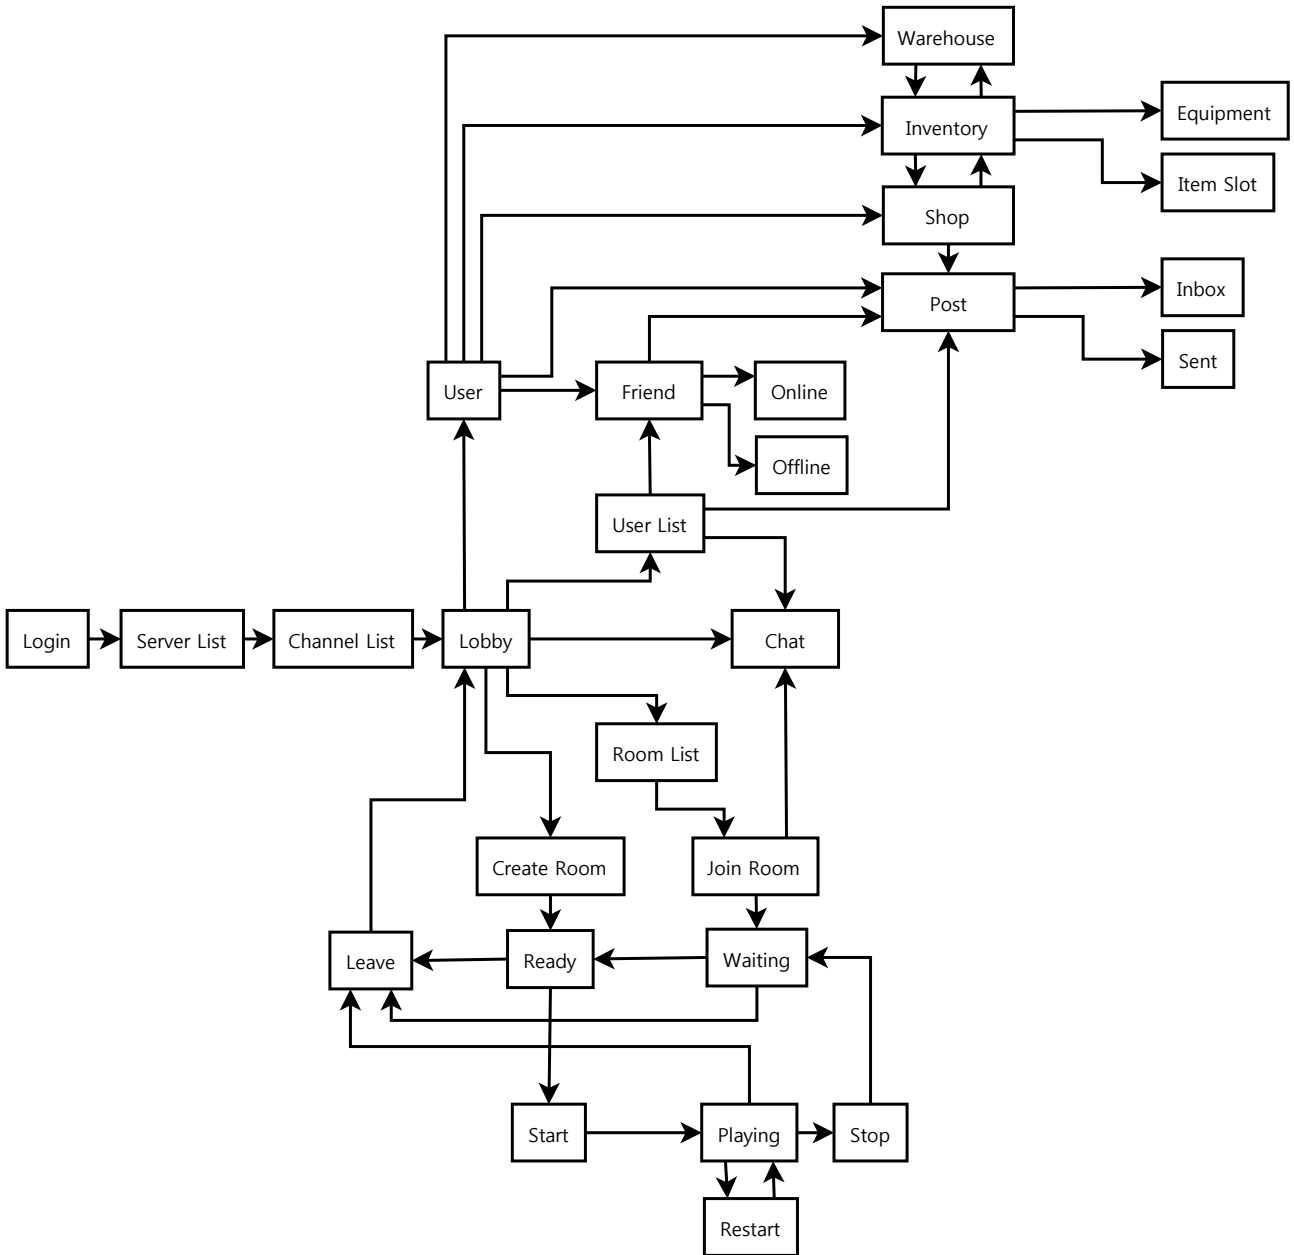 Warehouse
Equipment
Inventory
Item Slot
Shop
Inbox
Post
Sent
User
Friend
Online
Offline
User List
Login
Server List
Channel List
Lobby
Chat
Room List
Create Room
Join Room
Leave
Ready
Waiting
Start
Playing
Stop
Restart